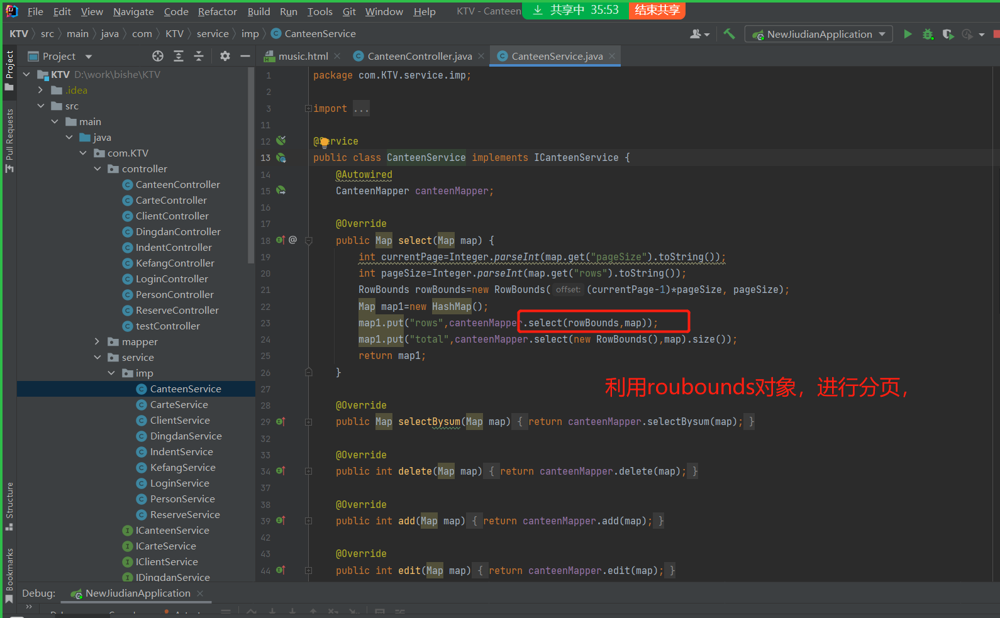 File Edit View Navigate Code Refactor Build Run Tools Git Window Help KTV - Canteen
共享中 35:53 结束共享
KTV src main java com KTV service imp CanteenService
NewJiudianApplication
Project
music.html CanteenController.java CanteenService.java
KTV D:\work\bishe\KTV
.idea
src
main
java
com.KTV
controller
CanteenController
CarteController
ClientController
DingdanController
IndentController
KefangController
LoginController
PersonController
ReserveController
testController
mapper
service
imp
CanteenService
CarteService
ClientService
DingdanService
IndentService
KefangService
LoginService
PersonService
ReserveService
ICanteenService
ICarteService
IClientService
IDingdanService
Project
Pull Requests
Structure
Bookmarks
1 package com.KTV.service.imp;
2
3 import ...
11
12 @Service
13 public class CanteenService implements ICanteenService {
14 @Autowired
15 CanteenMapper canteenMapper;
16
17 @Override
18 @ public Map select(Map map) {
19 int currentPage=Integer.parseInt(map.get("pageSize").toString());
20 int pageSize=Integer.parseInt(map.get("rows").toString());
21 RowBounds rowBounds=new RowBounds( offset: (currentPage-1)*pageSize, pageSize);
22 Map map1=new HashMap();
23 map1.put("rows",canteenMapper.select(rowBounds,map));
24 map1.put("total",canteenMapper.select(new RowBounds(),map).size());
25 return map1;
26 }
27
利用roubounds对象，进行分页，
28 @Override
29 public Map selectBysum(Map map) { return canteenMapper.selectBysum(map); }
32
33 @Override
34 public int delete(Map map) { return canteenMapper.delete(map); }
37
38 @Override
39 public int add(Map map) { return canteenMapper.add(map); }
42
43 @Override
44 public int edit(Map map) { return canteenMapper.edit(map); }
Debug: NewJiudianApplication